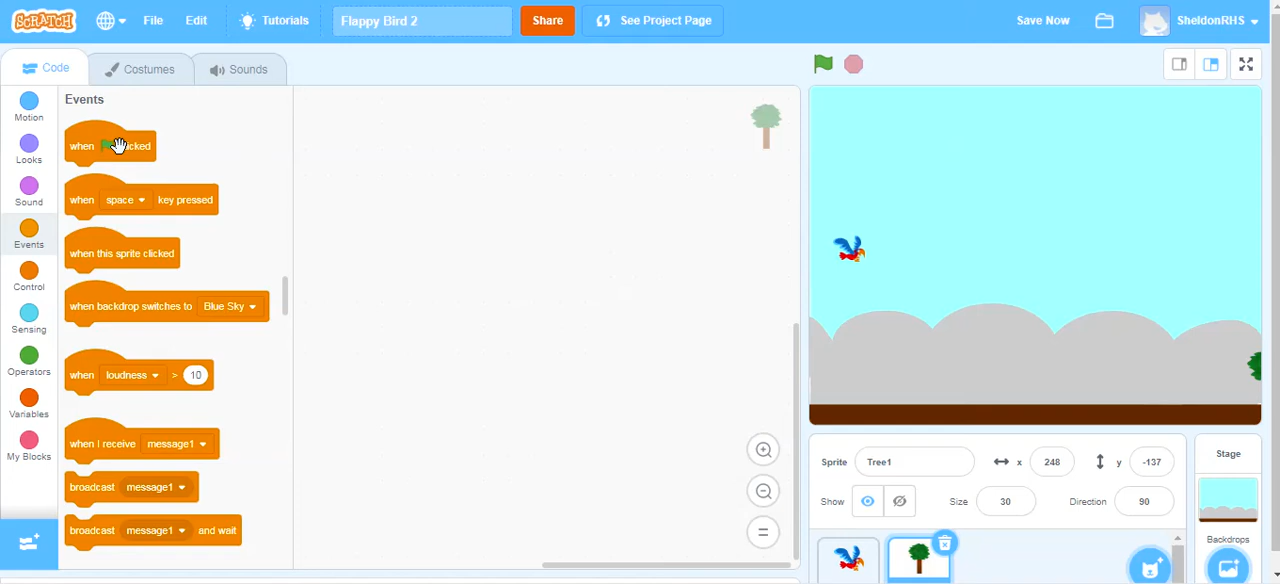 SCRATCH File Edit Tutorials Flappy Bird 2 Share See Project Page Save Now SheldonRHS
Code Costumes Sounds
Motion
Looks
Sound
Events
Control
Sensing
Operators
Variables
My Blocks
Events
when clicked
when space key pressed
when this sprite clicked
when backdrop switches to Blue Sky
when loudness > 10
when I receive message1
broadcast message1
broadcast message1 and wait
Sprite Tree1 x 248 y -137
Show Size 30 Direction 90
Stage
Backdrops